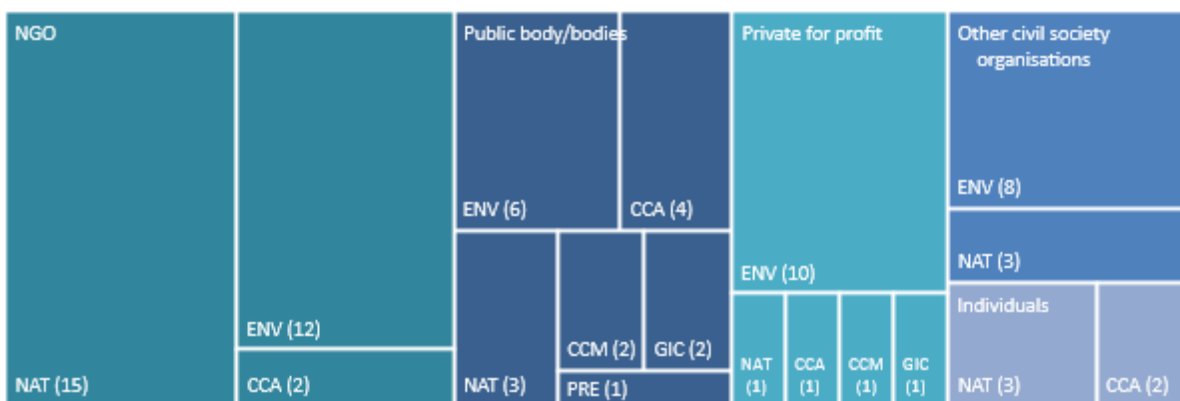 NGO
NAT (15)
ENV (12)
CCA (2)
Public body/bodies
ENV (6)
CCA (4)
NAT (3)
CCM (2)
GIC (2)
PRE (1)
Private for profit
ENV (10)
NAT
(1)
CCA
(1)
CCM
(1)
GIC
(1)
Other civil society
organisations
ENV (8)
NAT (3)
Individuals
NAT (3)
CCA (2)